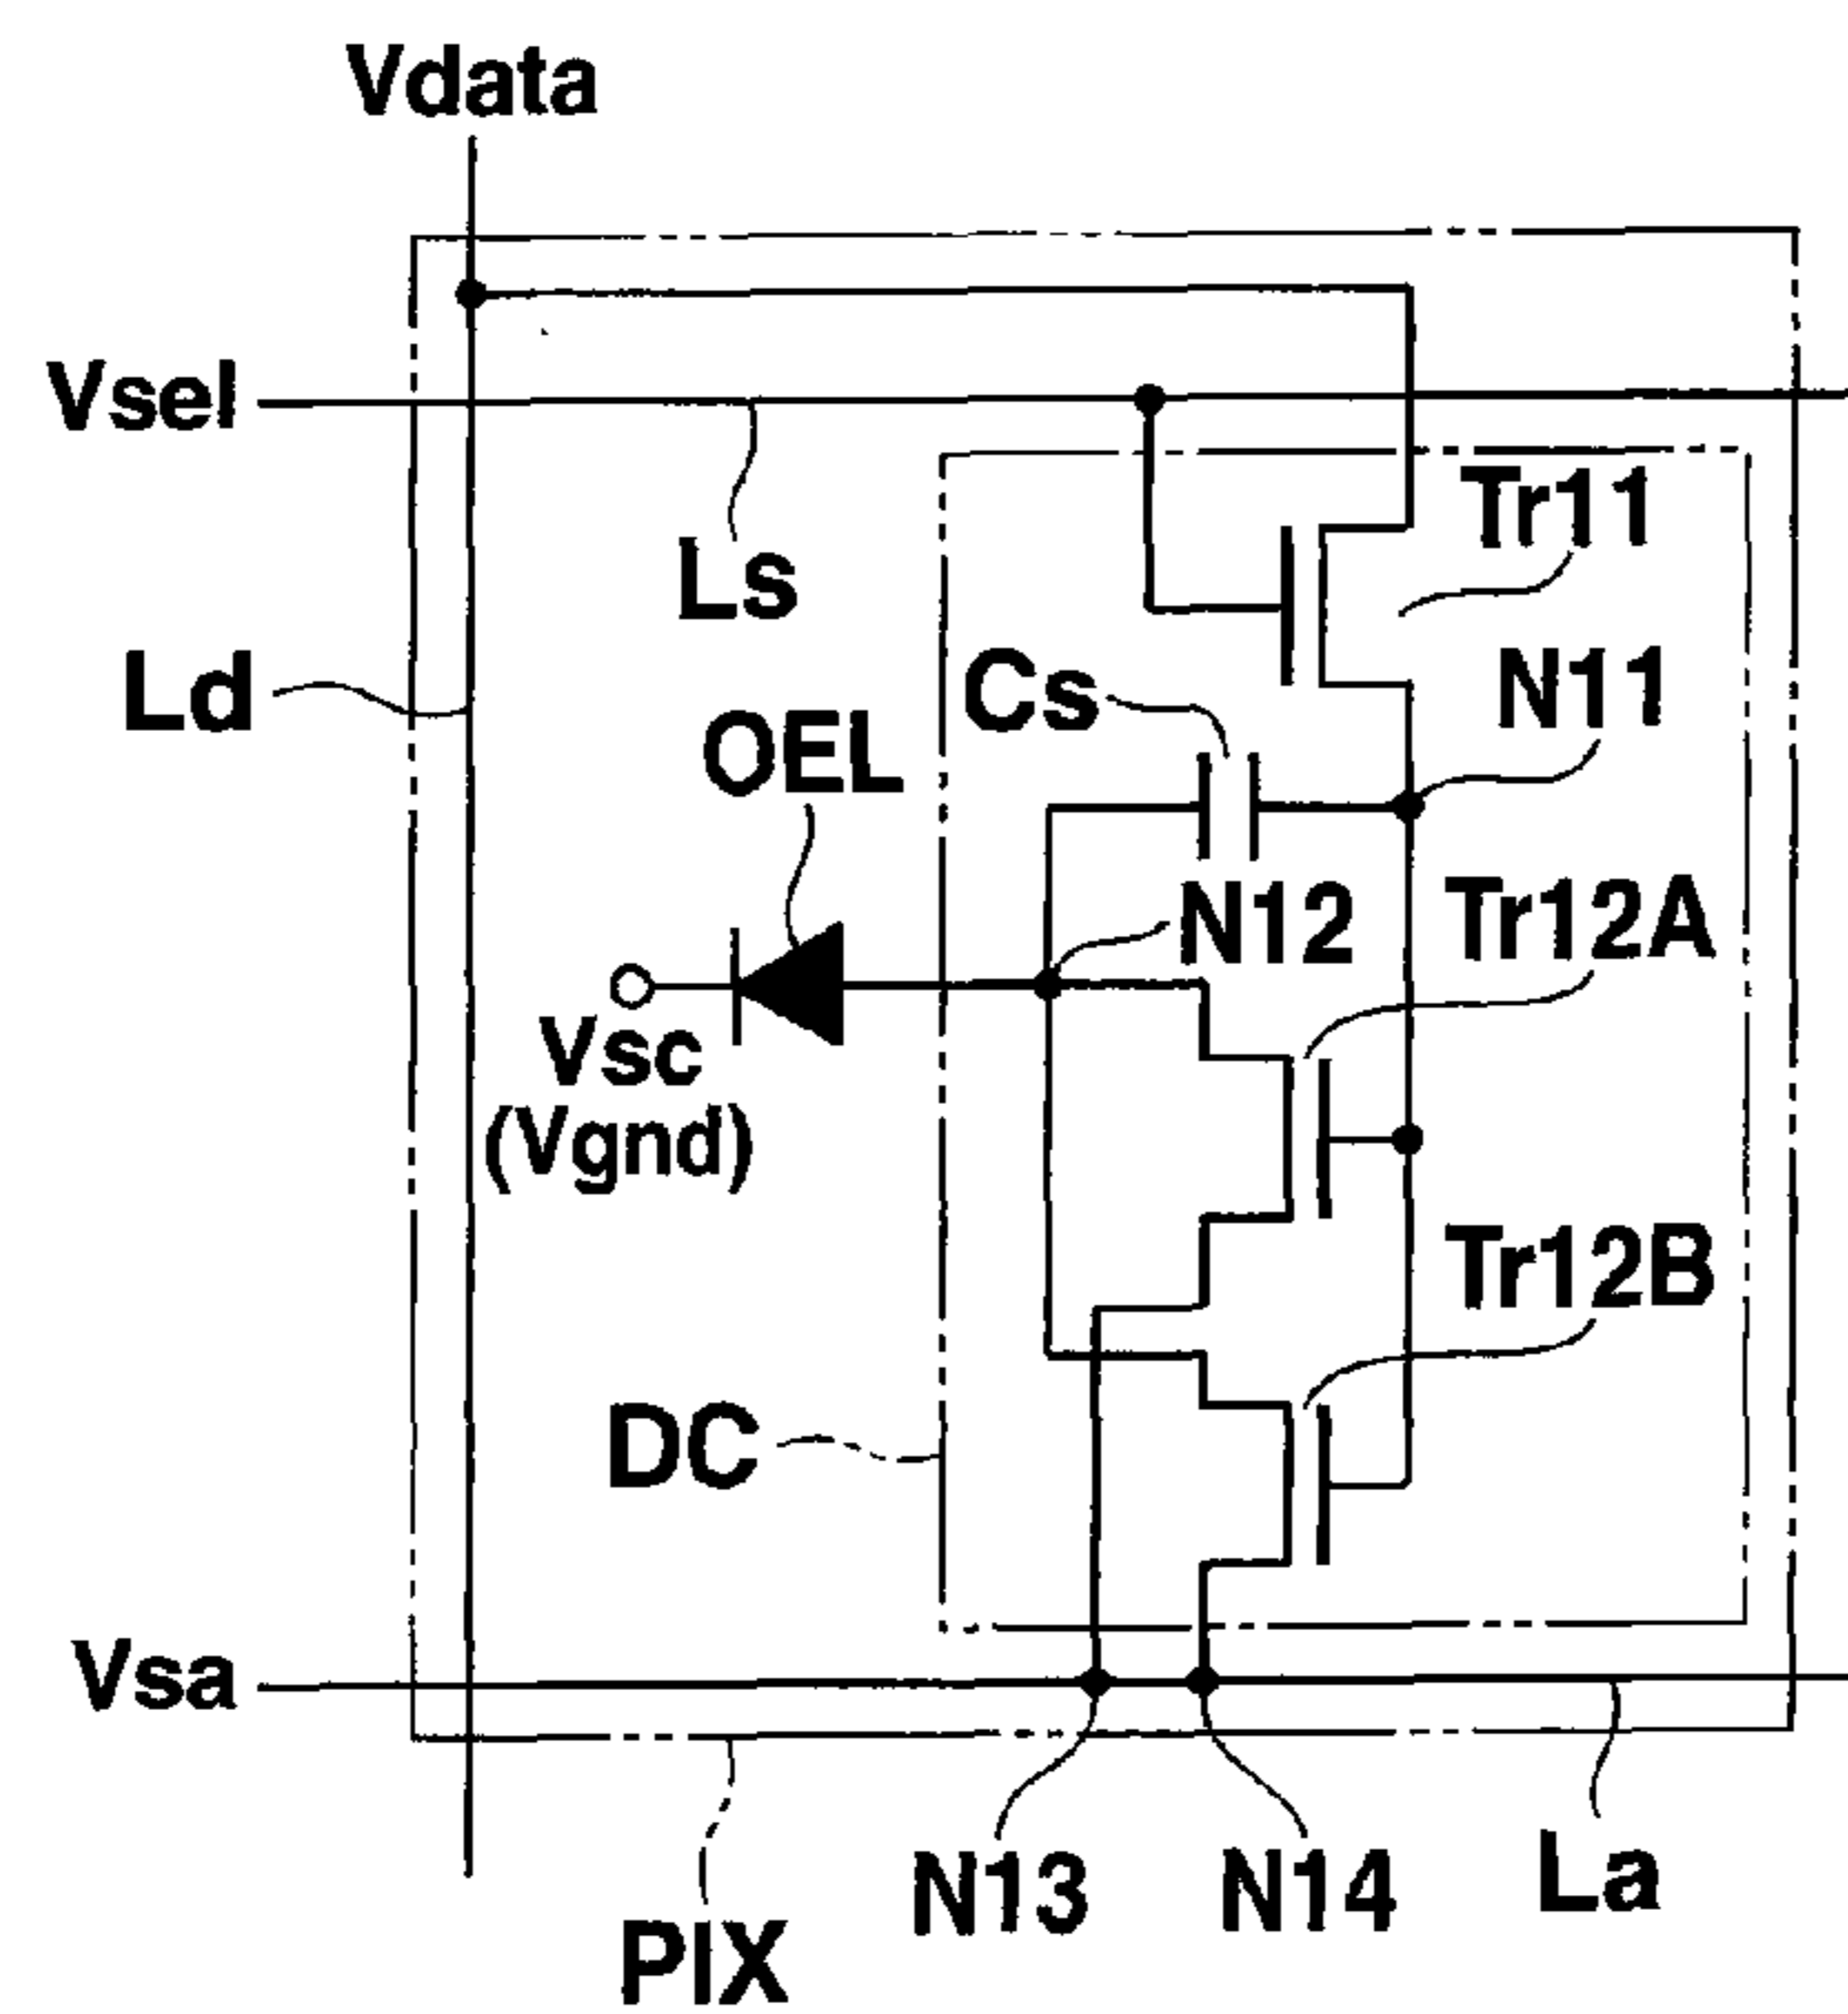 Vdata
Vsel
Tr11
Ls
Ld
Cs
N11
OEL
N12
Tr12A
Vsc
(Vgnd)
Tr12B
DC
Vsa
N13
N14
La
PIX